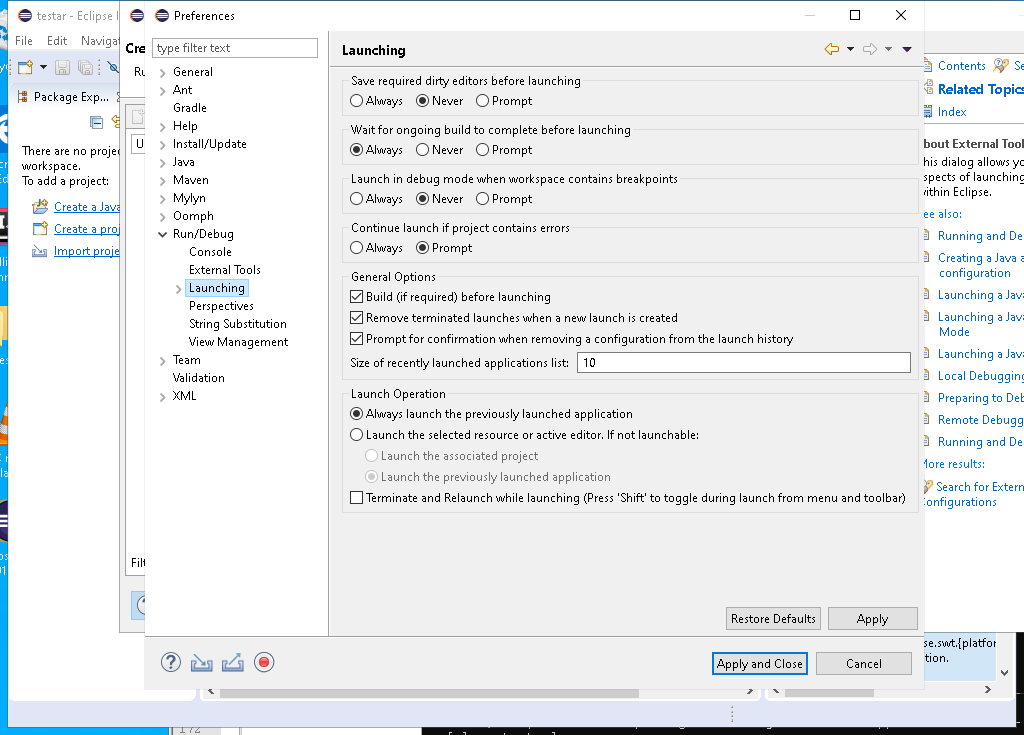 testar - Eclipse
Preferences
File Edit Naviga
Cre
type filter text
Launching
Ru
Contents
Package Exp...
General
Ant
Gradle
Help
Install/Update
Java
Maven
Mylyn
Oomph
Run/Debug
Console
External Tools
Launching
Perspectives
String Substitution
View Management
Team
Validation
XML
Save required dirty editors before launching
Always Never Prompt
Wait for ongoing build to complete before launching
Always Never Prompt
Launch in debug mode when workspace contains breakpoints
Always Never Prompt
Continue launch if project contains errors
Always Prompt
General Options
Build (if required) before launching
Remove terminated launches when a new launch is created
Prompt for confirmation when removing a configuration from the launch history
Size of recently launched applications list: 10
Launch Operation
Always launch the previously launched application
Launch the selected resource or active editor. If not launchable:
Launch the associated project
Launch the previously launched application
Terminate and Relaunch while launching (Press 'Shift' to toggle during launch from menu and toolbar)
Restore Defaults Apply
Apply and Close Cancel
There are no proje
workspace.
To add a project:
Create a Java
Create a proj
Import proje
U
Filt
Related Topics
Index
bout External Tool
his dialog allows yo
spects of launching
ithin Eclipse.
ee also:
Running and De
Creating a Java a
configuration
Launching a Java
Launching a Java
Mode
Launching a Java
Local Debugging
Preparing to Deb
Remote Debugg
Running and De
More results:
Search for Extern
onfigurations
se.swt.{platfor
tion.
172